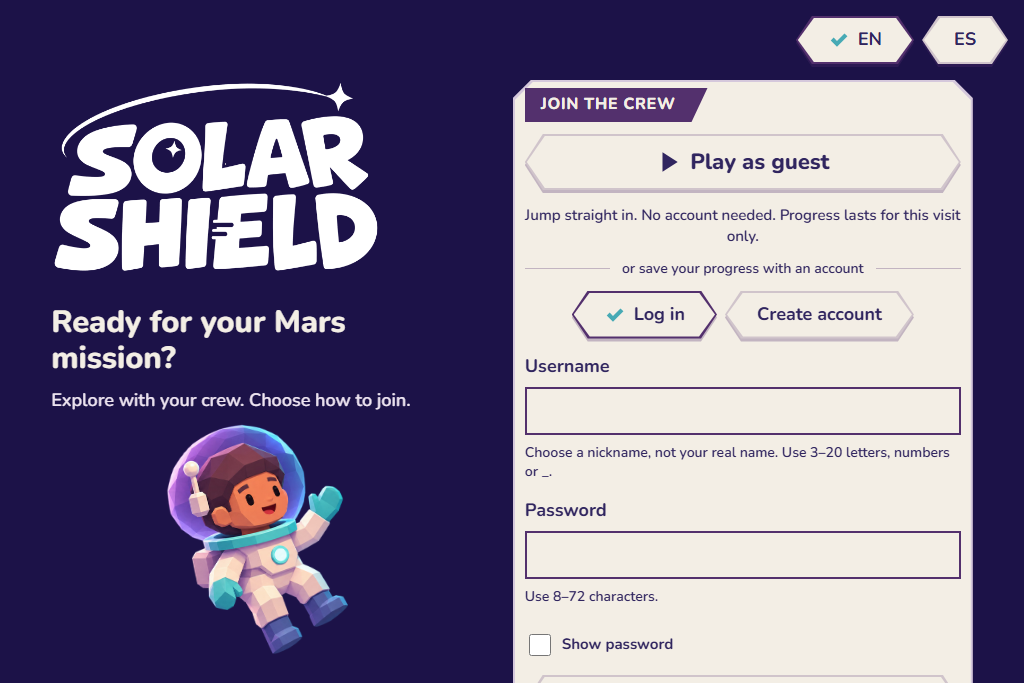 EN
ES
SOLAR
SHIELD
Ready for your Mars
mission?
Explore with your crew. Choose how to join.
JOIN THE CREW
Play as guest
Jump straight in. No account needed. Progress lasts for this visit
only.
or save your progress with an account
Log in
Create account
Username
Choose a nickname, not your real name. Use 3–20 letters, numbers
or _.
Password
Use 8–72 characters.
Show password